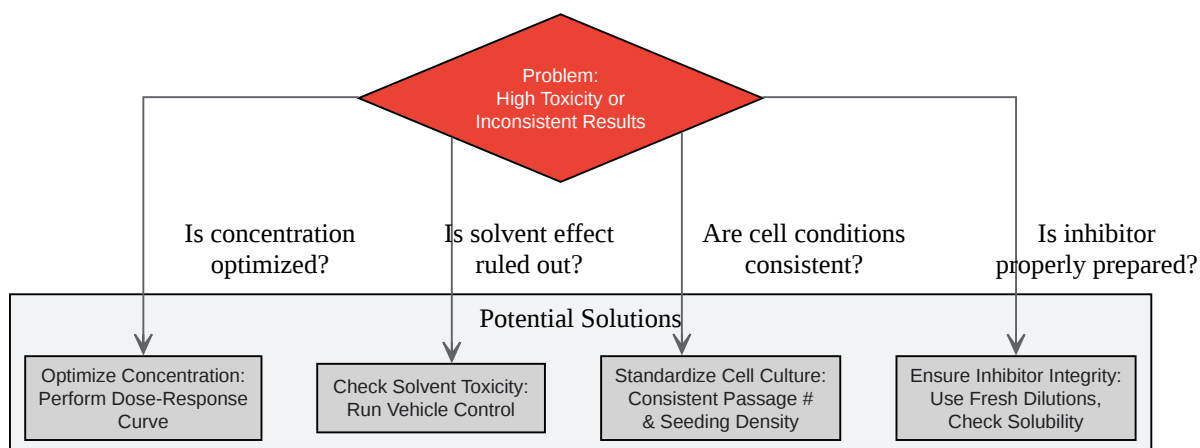 Problem:
High Toxicity or
Inconsistent Results
Is concentration
optimized?
Is solvent effect
ruled out?
Are cell conditions
consistent?
Is inhibitor
properly prepared?
Potential Solutions
Optimize Concentration:
Perform Dose-Response
Curve
Check Solvent Toxicity:
Run Vehicle Control
Standardize Cell Culture:
Consistent Passage #
& Seeding Density
Ensure Inhibitor Integrity:
Use Fresh Dilutions,
Check Solubility